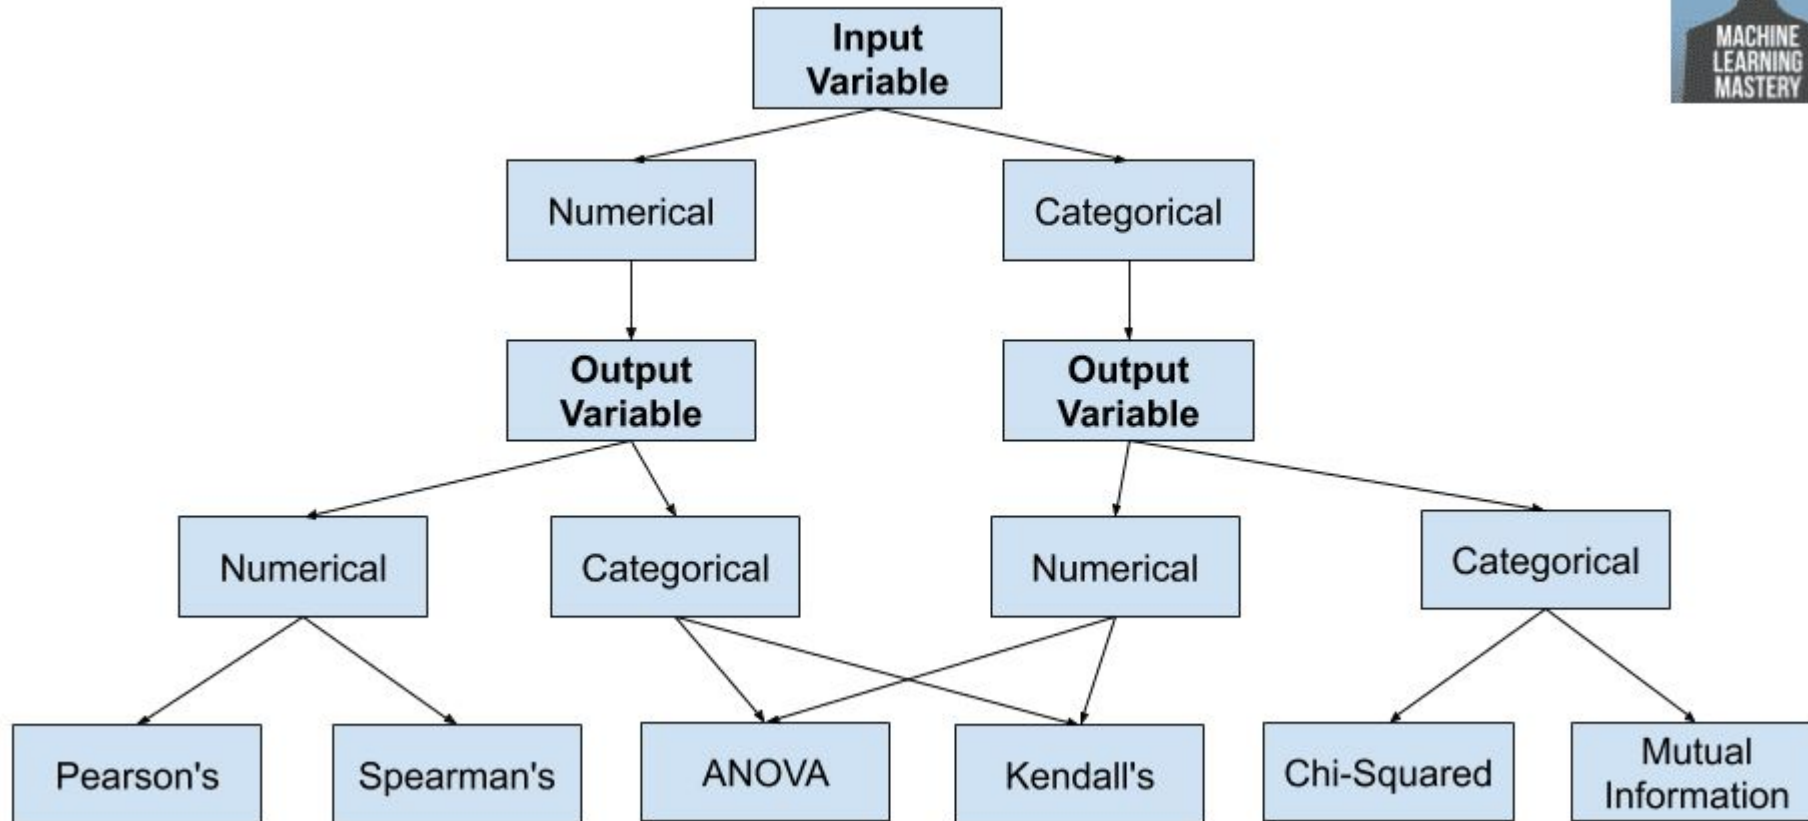 Input
Variable
MACHINE
LEARNING
MASTERY
Numerical
Categorical
Output
Variable
Output
Variable
Numerical
Categorical
Numerical
Categorical
Pearson's
Spearman's
ANOVA
Kendall's
Chi-Squared
Mutual
Information